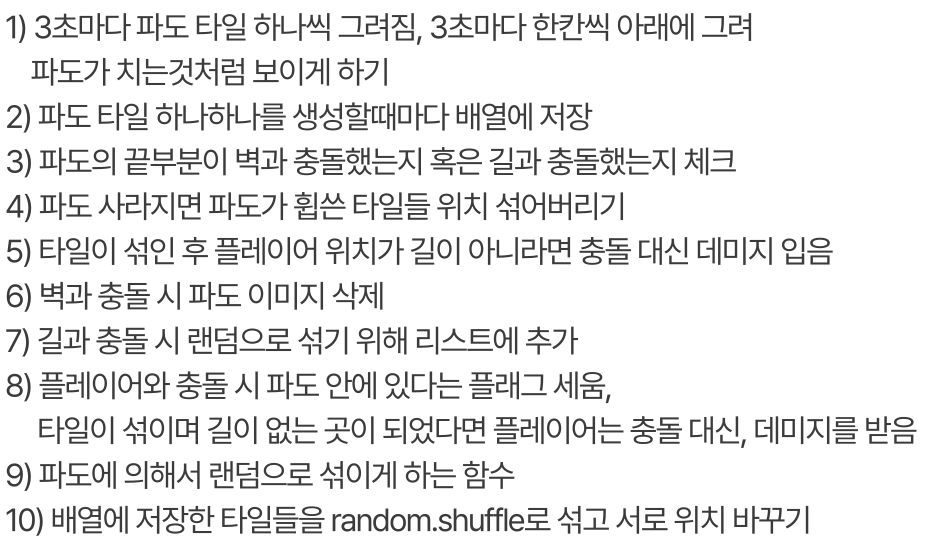 1) 3초마다 파도 타일 하나씩 그려짐, 3초마다 한칸씩 아래에 그려
파도가 치는것처럼 보이게 하기
2) 파도 타일 하나하나를 생성할때마다 배열에 저장
3) 파도의 끝부분이 벽과 충돌했는지 혹은 길과 충돌했는지 체크
4) 파도 사라지면 파도가 휩쓴 타일들 위치 섞어버리기
5) 타일이 섞인 후 플레이어 위치가 길이 아니라면 충돌 대신 데미지 입음
6) 벽과 충돌 시 파도 이미지 삭제
7) 길과 충돌 시 랜덤으로 섞기 위해 리스트에 추가
8) 플레이어와 충돌 시 파도 안에 있다는 플래그 세움,
타일이 섞이며 길이 없는 곳이 되었다면 플레이어는 충돌 대신, 데미지를 받음
9) 파도에 의해서 랜덤으로 섞이게 하는 함수
10) 배열에 저장한 타일들을 random.shuffle로 섞고 서로 위치 바꾸기